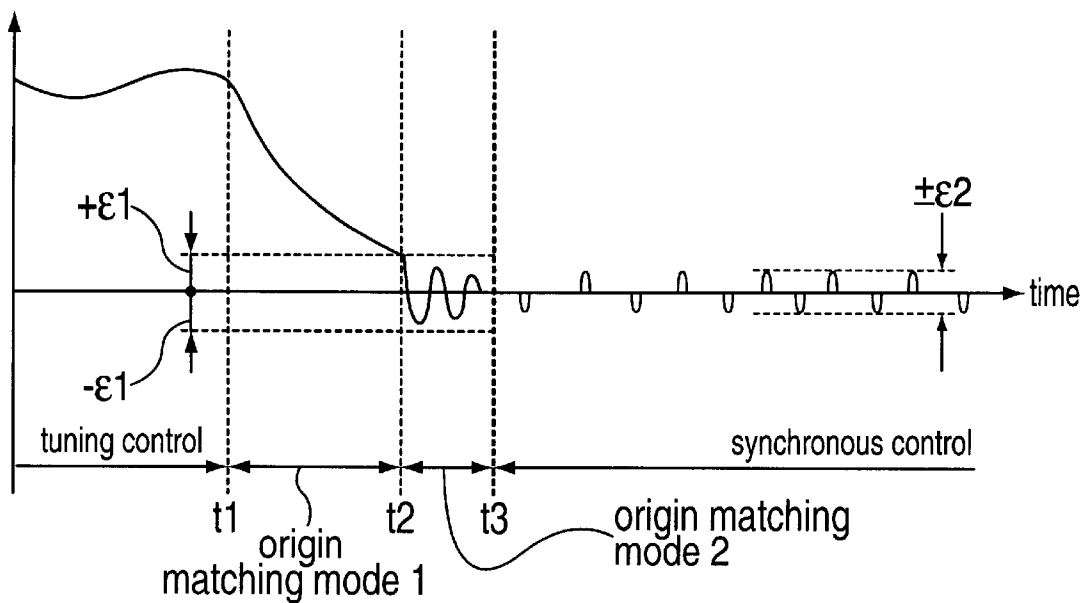 +ε1
±ε2
time
-ε1
tuning control
synchronous control
t1
t2
t3
origin
matching mode 1
origin matching
mode 2